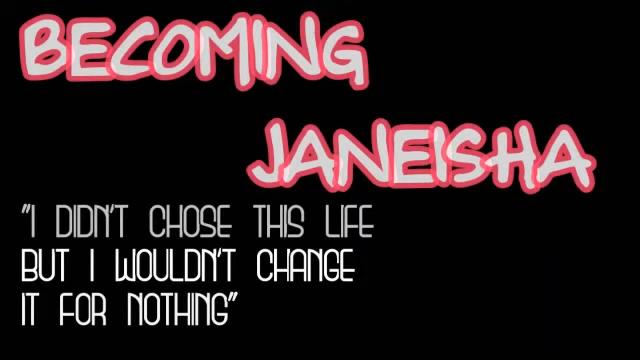 BECOMING
JANEISHA
"I DIDN'T CHOSE THIS LIFE
BUT I WOULDN'T CHANGE
IT FOR NOTHING"